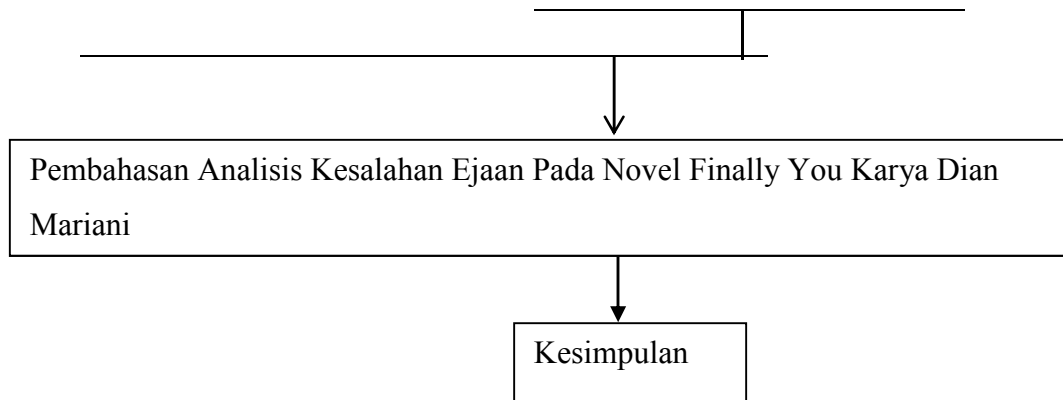 Pembahasan Analisis Kesalahan Ejaan Pada Novel Finally You Karya Dian
Mariani
Kesimpulan